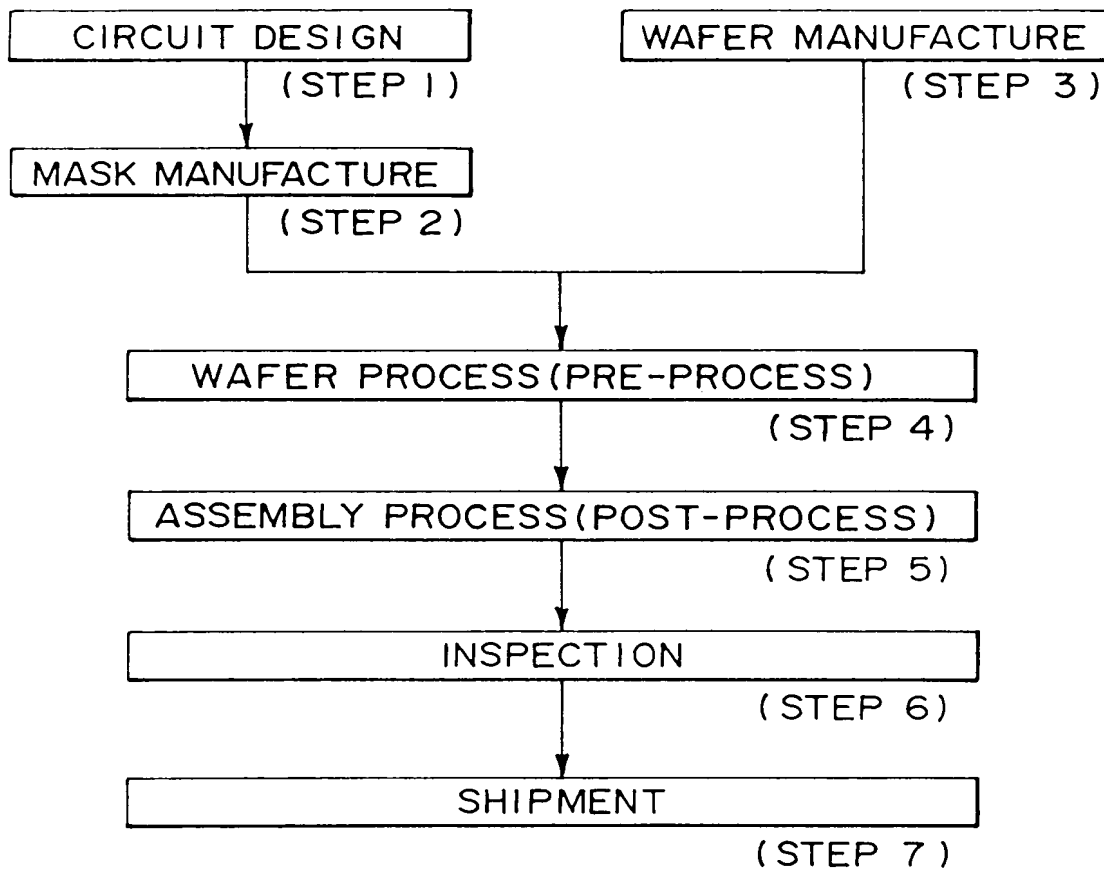 CIRCUIT DESIGN
(STEP 1)
WAFER MANUFACTURE
(STEP 3)
MASK MANUFACTURE
(STEP 2)
WAFER PROCESS (PRE-PROCESS)
(STEP 4)
ASSEMBLY PROCESS (POST-PROCESS)
(STEP 5)
INSPECTION
(STEP 6)
SHIPMENT
(STEP 7)